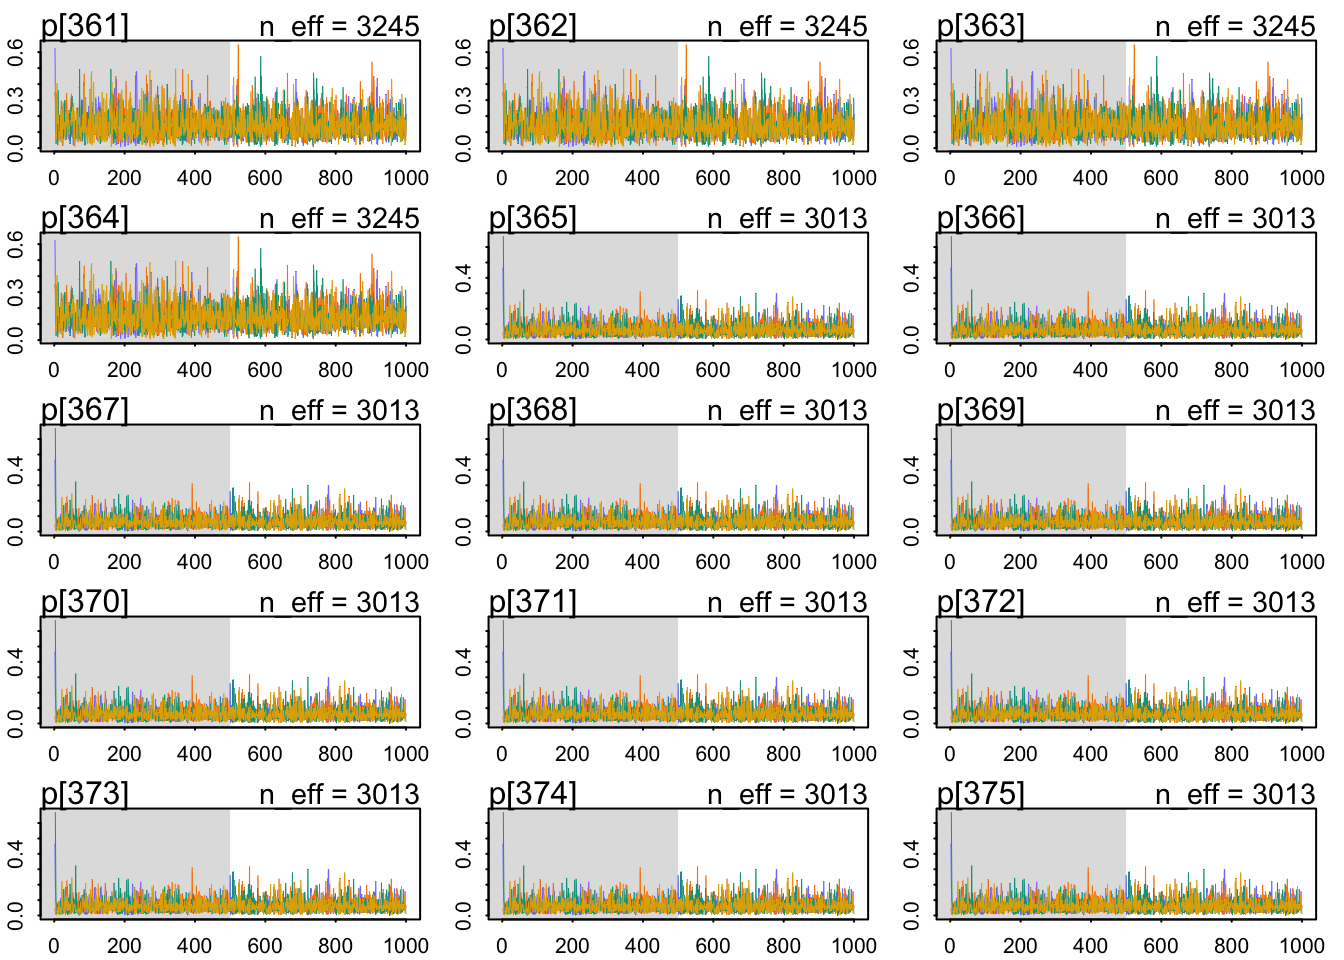 p[361] n_eff = 3245 p[362] n_eff = 3245 p[363] n_eff = 3245
0.0 0.3 0.6 0.0 0.3 0.6 0.0 0.3 0.6
0 200 400 600 800 1000 0 200 400 600 800 1000 0 200 400 600 800 1000
p[364] n_eff = 3245 p[365] n_eff = 3013 p[366] n_eff = 3013
0.0 0.3 0.6 0.0 0.4 0.0 0.4
0 200 400 600 800 1000 0 200 400 600 800 1000 0 200 400 600 800 1000
p[367] n_eff = 3013 p[368] n_eff = 3013 p[369] n_eff = 3013
0.0 0.4 0.0 0.4 0.0 0.4
0 200 400 600 800 1000 0 200 400 600 800 1000 0 200 400 600 800 1000
p[370] n_eff = 3013 p[371] n_eff = 3013 p[372] n_eff = 3013
0.0 0.4 0.0 0.4 0.0 0.4
0 200 400 600 800 1000 0 200 400 600 800 1000 0 200 400 600 800 1000
p[373] n_eff = 3013 p[374] n_eff = 3013 p[375] n_eff = 3013
0.0 0.4 0.0 0.4 0.0 0.4
0 200 400 600 800 1000 0 200 400 600 800 1000 0 200 400 600 800 1000